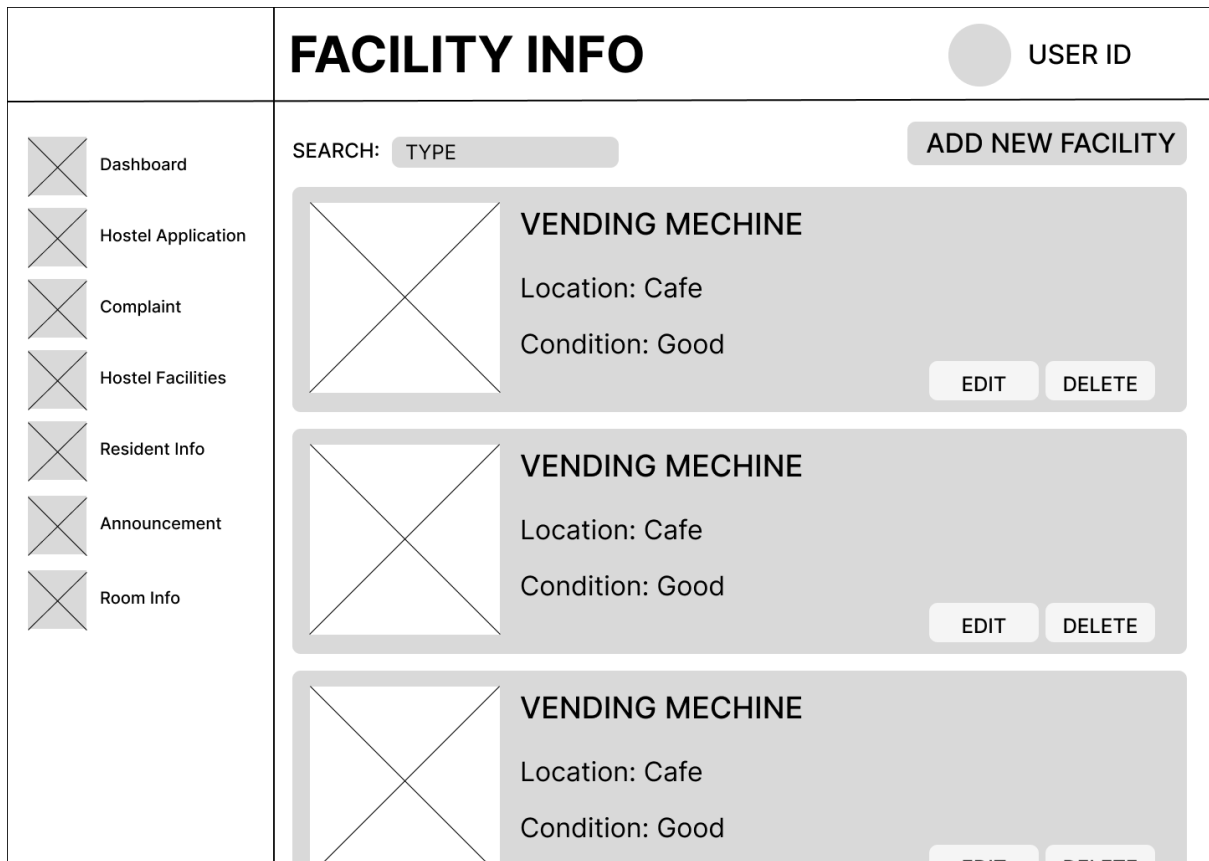 FACILITY INFO
USER ID
Dashboard
Hostel Application
Complaint
Hostel Facilities
Resident Info
Announcement
Room Info
SEARCH: TYPE
ADD NEW FACILITY
VENDING MECHINE
Location: Cafe
Condition: Good
EDIT DELETE
VENDING MECHINE
Location: Cafe
Condition: Good
EDIT DELETE
VENDING MECHINE
Location: Cafe
Condition: Good